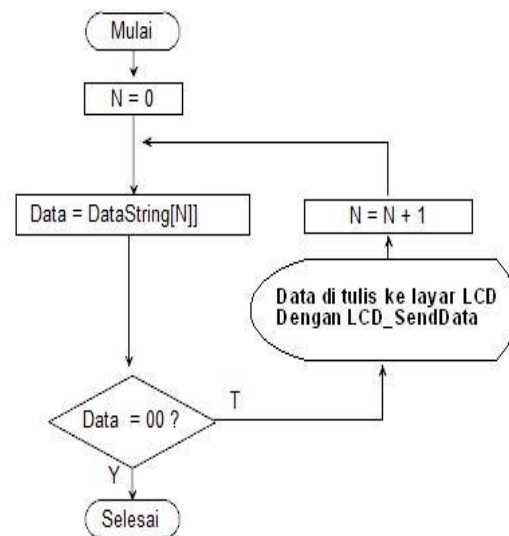 Mulai
N = 0
Data = DataString[N]]
N = N + 1
Data di tulis ke layar LCD
Dengan LCD_SendData
Data = 00 ?
T
Y
Selesai